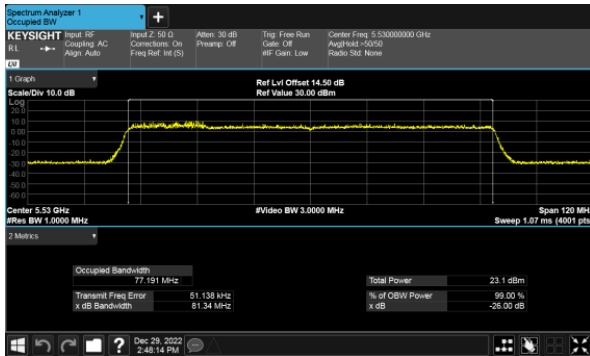 Spectrum Analyzer 1
Occupied BW
+
KEYSIGHT
Input: RF
Coupling: AC
Align: Auto
Input Z: 50 Ω
Corrections: On
Freq Ref: Int (S)
Atten: 30 dB
Preamp: Off
Trig: Free Run
Gate: Off
#IF Gain: Low
Center Freq: 5.530000000 GHz
Avg|Hold:>50/50
Radio Std: None
RL
1 Graph
Scale/Div 10.0 dB
Ref Lvl Offset 14.50 dB
Ref Value 30.00 dBm
Log
20.0
10.0
0.00
-10.0
-20.0
-30.0
-40.0
-50.0
-60.0
Center 5.53 GHz
#Video BW 3.0000 MHz
Span 120 MHz
#Res BW 1.0000 MHz
Sweep 1.07 ms (4001 pts)
2 Metrics
Occupied Bandwidth
77.191 MHz
Total Power 23.1 dBm
Transmit Freq Error 51.138 kHz
% of OBW Power 99.00 %
x dB Bandwidth 81.34 MHz
x dB -26.00 dB
?
Dec 29, 2022
2:48:14 PM